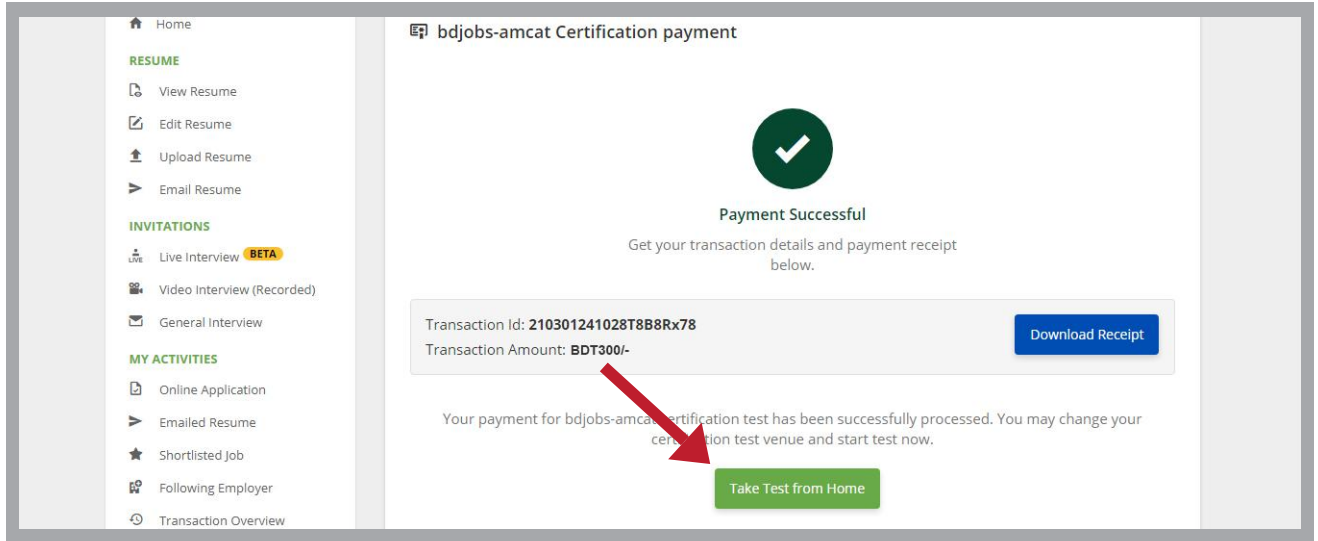 Home
RESUME
View Resume
Edit Resume
Upload Resume
Email Resume
INVITATIONS
LIVE
Live Interview BETA
Video Interview (Recorded)
General Interview
MY ACTIVITIES
Online Application
Emailed Resume
Shortlisted Job
Following Employer
Transaction Overview
bdjobs-amcat Certification payment
Payment Successful
Get your transaction details and payment receipt
below.
Transaction Id: 210301241028T8B8Rx78
Transaction Amount: BDT300/-
Download Receipt
Your payment for bdjobs-amcat certification test has been successfully processed. You may change your
certification test venue and start test now.
Take Test from Home